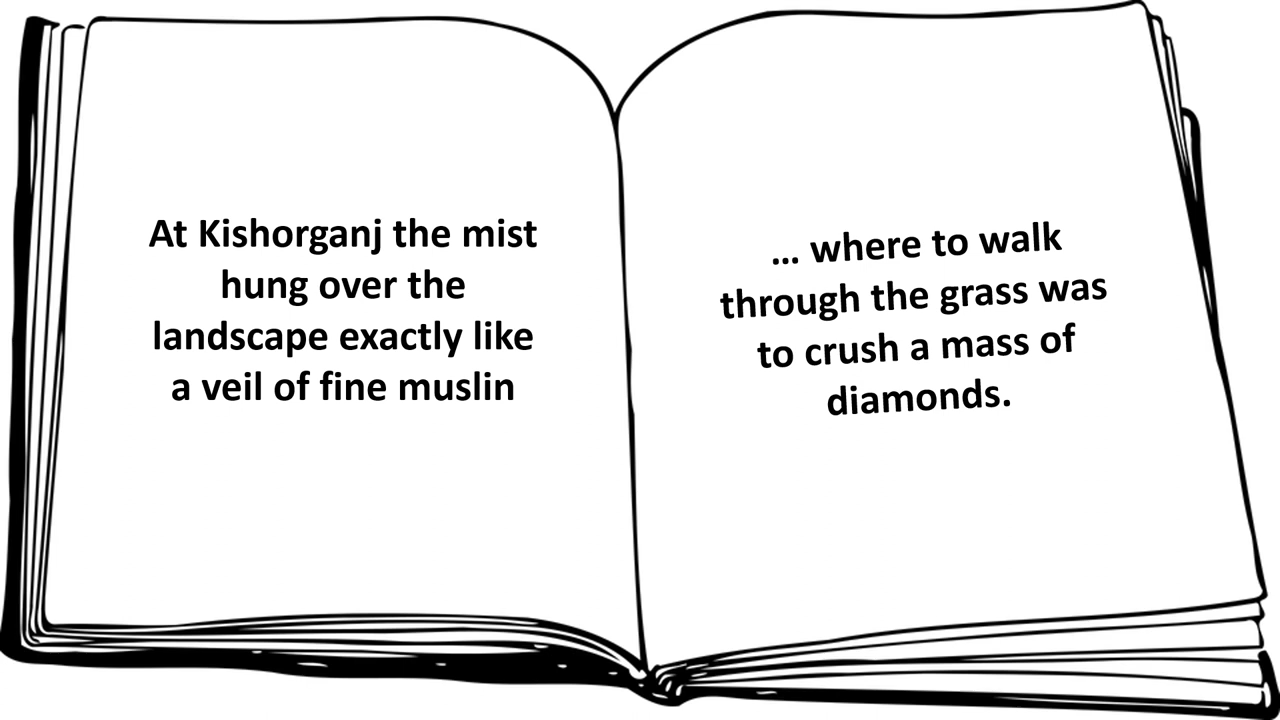 At Kishorganj the mist
hung over the
landscape exactly like
a veil of fine muslin
... where to walk
through the grass was
to crush a mass of
diamonds.